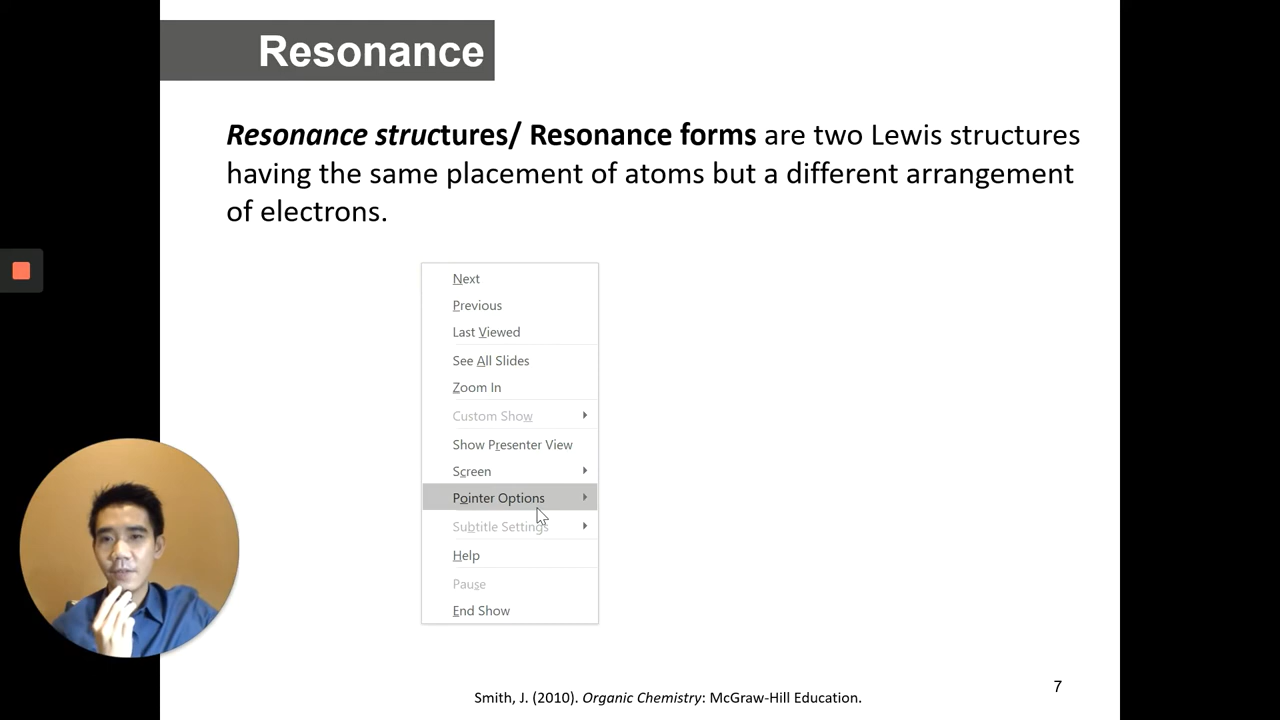 Resonance
Resonance structures/ Resonance forms are two Lewis structures
having the same placement of atoms but a different arrangement
of electrons.
Next
Previous
Last Viewed
See All Slides
Zoom In
Custom Show
Show Presenter View
Screen
Pointer Options
Subtitle Settings
Help
Pause
End Show
7
Smith, J. (2010). Organic Chemistry: McGraw-Hill Education.